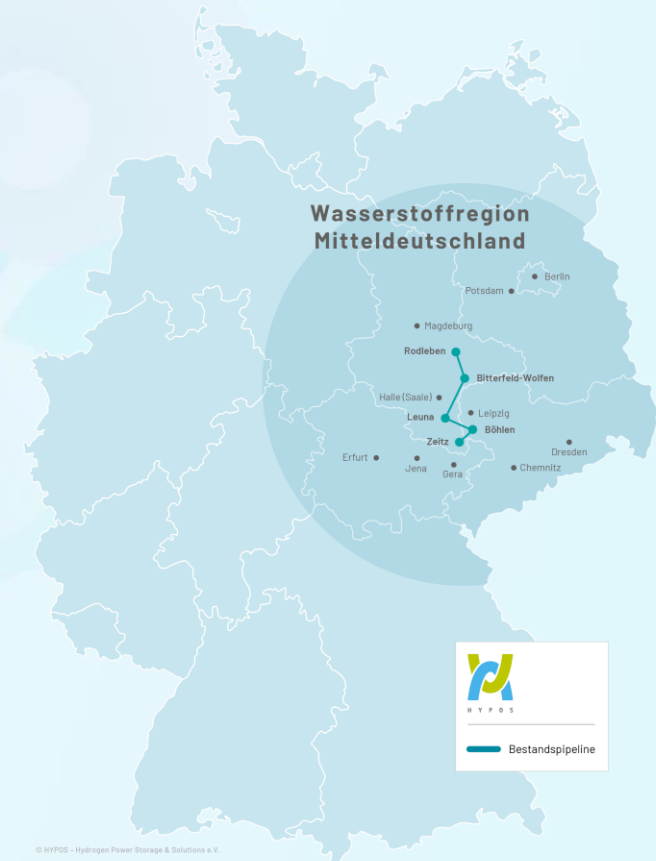 Wasserstoffregion
Mitteldeutschland
Berlin
Potsdam
Magdeburg
Rodleben
Bitterfeld-Wolfen
Halle (Saale)
Leipzig
Leuna
Böhlen
Zeitz
Dresden
Erfurt
Jena
Gera
Chemnitz
HYPOS
Bestandspipeline
© HYPOS – Hydrogen Power Storage & Solutions e.V.